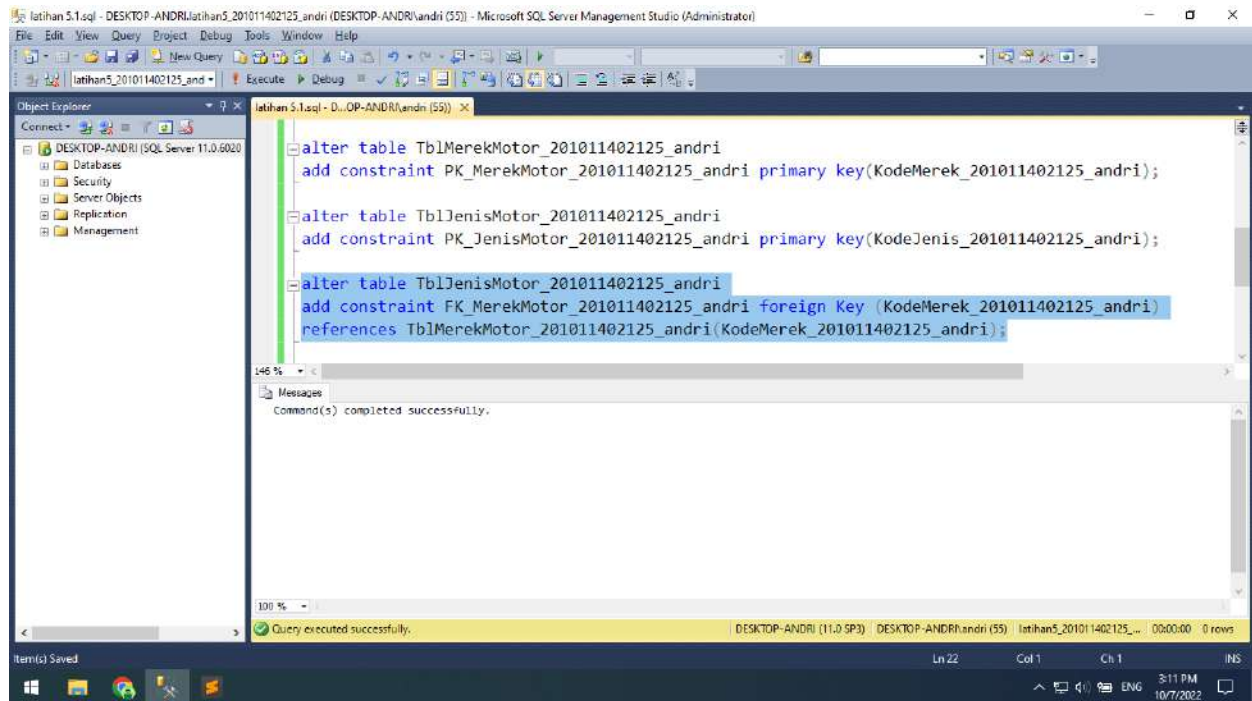 latihan 5.1.sql - DESKTOP-ANDRI.latihan5_201011402125_andri (DESKTOP-ANDRI\andri (55)) - Microsoft SQL Server Management Studio (Administrator)
File Edit View Query Project Debug Tools Window Help
New Query
latihan5_201011402125_and Execute Debug
Object Explorer
latihan 5.1.sql - D...OP-ANDRI\andri (55))
Connect
DESKTOP-ANDRI (SQL Server 11.0.6020
Databases
Security
Server Objects
Replication
Management
alter table TblMerekMotor_201011402125_andri
add constraint PK_MerekMotor_201011402125_andri primary key(KodeMerek_201011402125_andri);
alter table TblJenisMotor_201011402125_andri
add constraint PK_JenisMotor_201011402125_andri primary key(KodeJenis_201011402125_andri);
alter table TblJenisMotor_201011402125_andri
add constraint FK_MerekMotor_201011402125_andri foreign Key (KodeMerek_201011402125_andri)
references TblMerekMotor_201011402125_andri(KodeMerek_201011402125_andri);
146 %
Messages
Command(s) completed successfully.
100 %
Query executed successfully. DESKTOP-ANDRI (11.0 SP3) DESKTOP-ANDRI\andri (55) latihan5_201011402125_... 00:00:00 0 rows
Item(s) Saved Ln 22 Col 1 Ch 1 INS
ENG 3:11 PM
10/7/2022